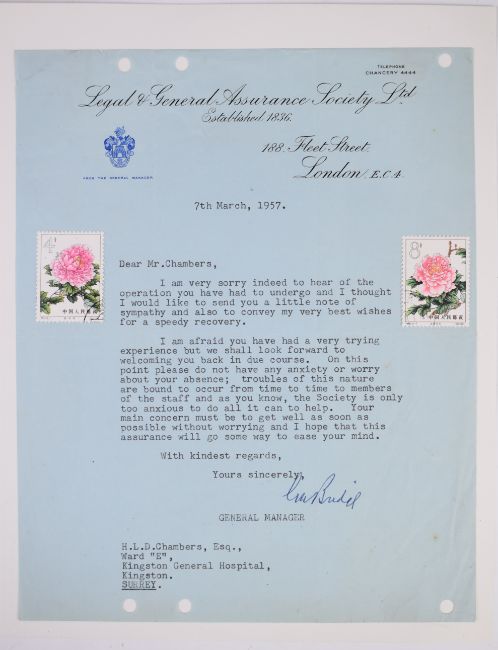 TELEPHONE
CHANCERY 4444
Legal & General Assurance Society Ltd
Established 1836.
188. Fleet Street.
London. E.C.4.
FROM THE GENERAL MANAGER
7th March, 1957.
4
8
中国人民邮政
中国人民邮政
Dear Mr.Chambers,
I am very sorry indeed to hear of the
operation you have had to undergo and I thought
I would like to send you a little note of
sympathy and also to convey my very best wishes
for a speedy recovery.
I am afraid you have had a very trying
experience but we shall look forward to
welcoming you back in due course. On this
point please do not have any anxiety or worry
about your absence; troubles of this nature
are bound to occur from time to time to members
of the staff and as you know, the Society is only
too anxious to do all it can to help. Your
main concern must be to get well as soon as
possible without worrying and I hope that this
assurance will go some way to ease your mind.
With kindest regards,
Yours sincerely,
GENERAL MANAGER
H.L.D.Chambers, Esq.,
Ward "E",
Kingston General Hospital,
Kingston.
SURREY.